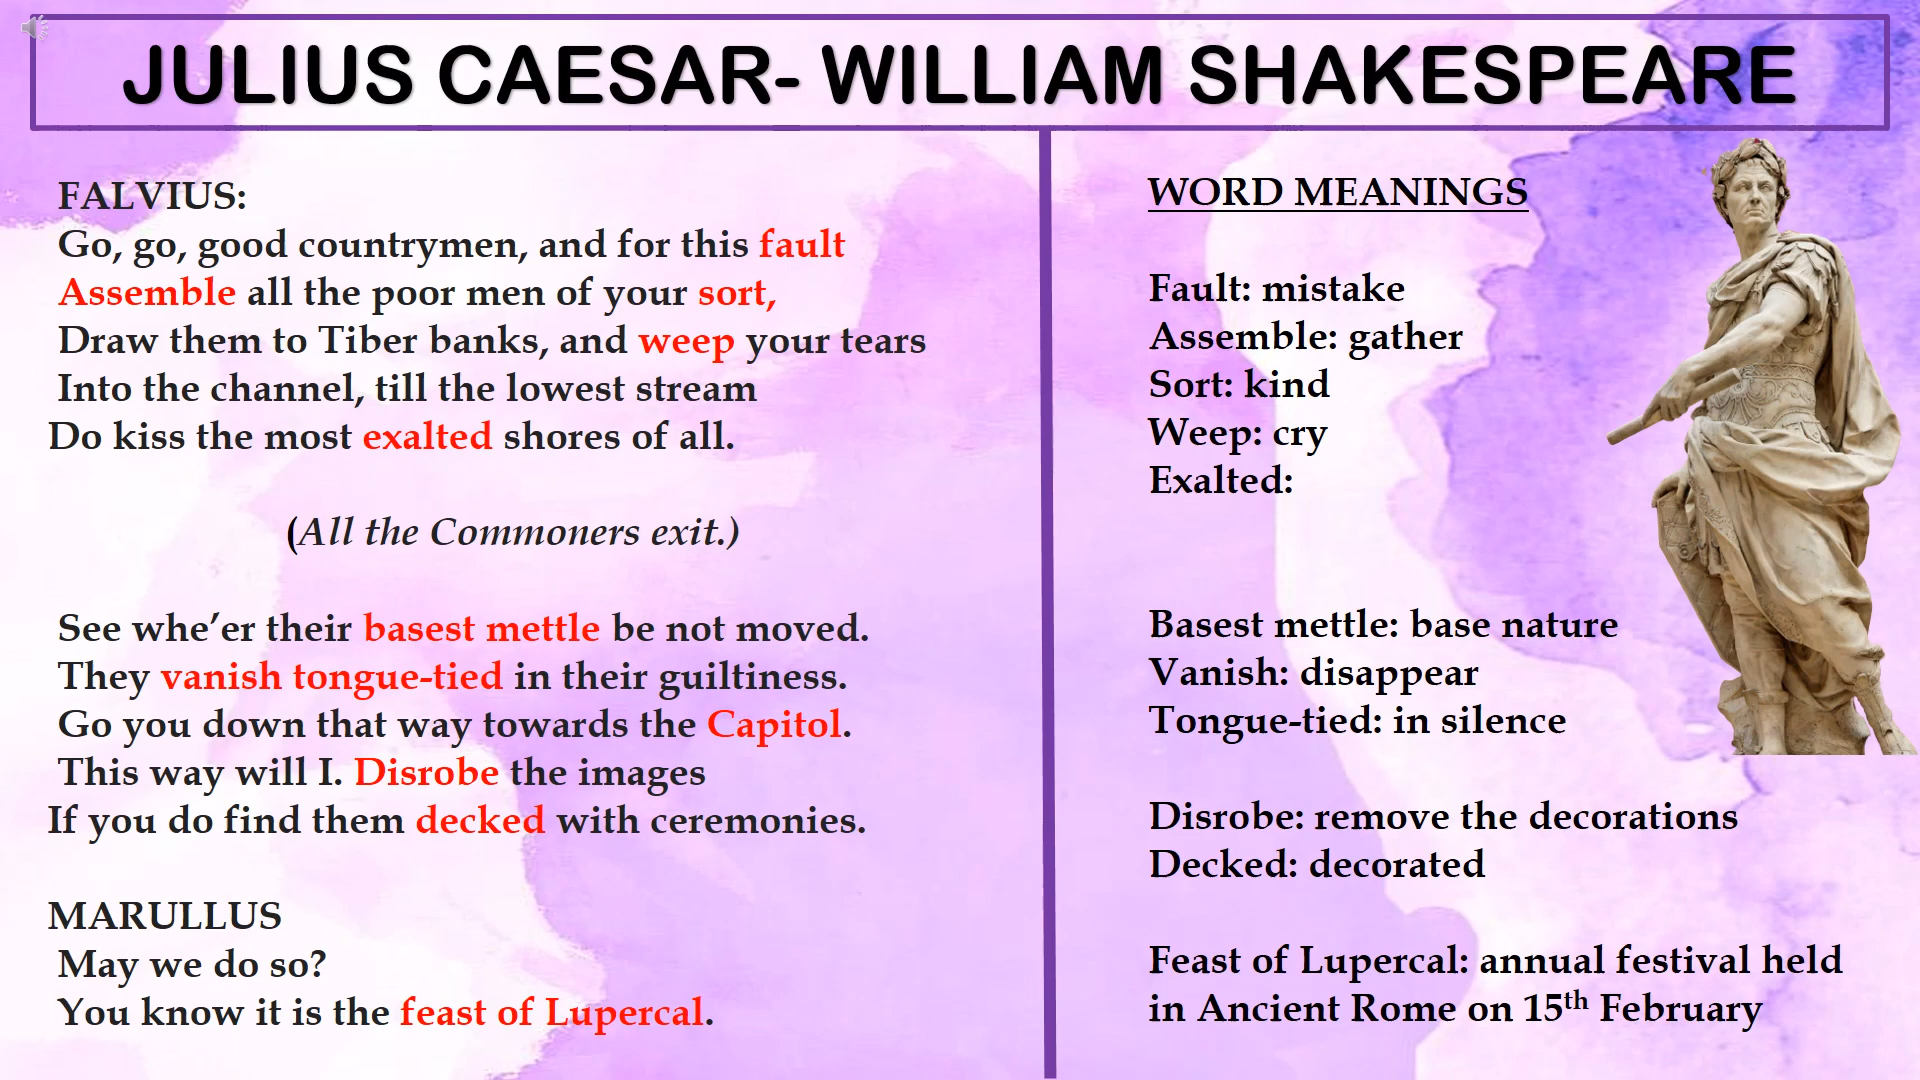 JULIUS CAESAR- WILLIAM SHAKESPEARE
FALVIUS:
Go, go, good countrymen, and for this fault
Assemble all the poor men of your sort,
Draw them to Tiber banks, and weep your tears
Into the channel, till the lowest stream
Do kiss the most exalted shores of all.
(All the Commoners exit.)
See whe’er their basest mettle be not moved.
They vanish tongue-tied in their guiltiness.
Go you down that way towards the Capitol.
This way will I. Disrobe the images
If you do find them decked with ceremonies.
MARULLUS
May we do so?
You know it is the feast of Lupercal.
WORD MEANINGS
Fault: mistake
Assemble: gather
Sort: kind
Weep: cry
Exalted:
Basest mettle: base nature
Vanish: disappear
Tongue-tied: in silence
Disrobe: remove the decorations
Decked: decorated
Feast of Lupercal: annual festival held
in Ancient Rome on 15th February